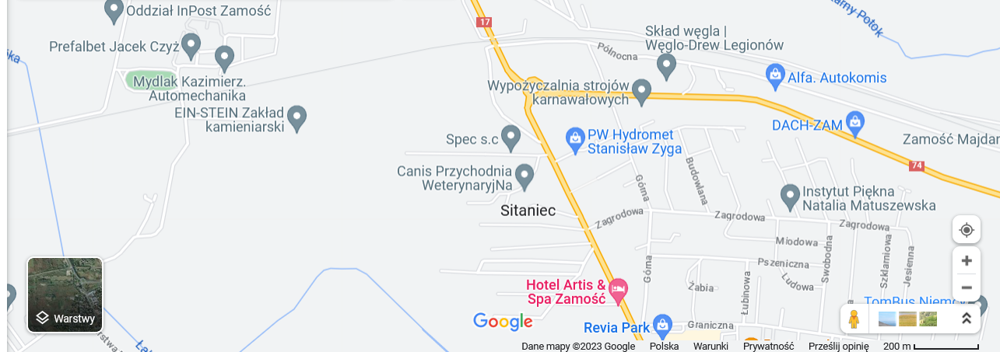 Oddział InPost Zamość
17
Prefalbet Jacek Czyż
Skład węgla |
Węglo-Drew Legionów
Północna
arny Potok
ska
Mydlak Kazimierz.
Automechanika
Wypożyczalnia strojów
karnawałowych
Alfa. Autokomis
EIN-STEIN Zakład
kamieniarski
DACH-ZAM
Spec s.c
PW Hydromet
Stanisław Zyga
Zamość Majdan
74
Canis Przychodnia
WeterynaryjNa
Górna
Budowlana
Instytut Piękna
Natalia Matuszewska
Sitaniec
Zagrodowa
Zagrodowa
Zagrodowa
Miodowa
Swobodna
Szklarniowa
Jesienna
Pszeniczna
Ludowa
Górna
Żabia
Łubinowa
Hotel Artis &
Spa Zamość
TomBus Niemcy
Warstwy
Google
Revia Park
Graniczna
Dane mapy ©2023 Google
Polska
Warunki
Prywatność
Prześlij opinię
200 m